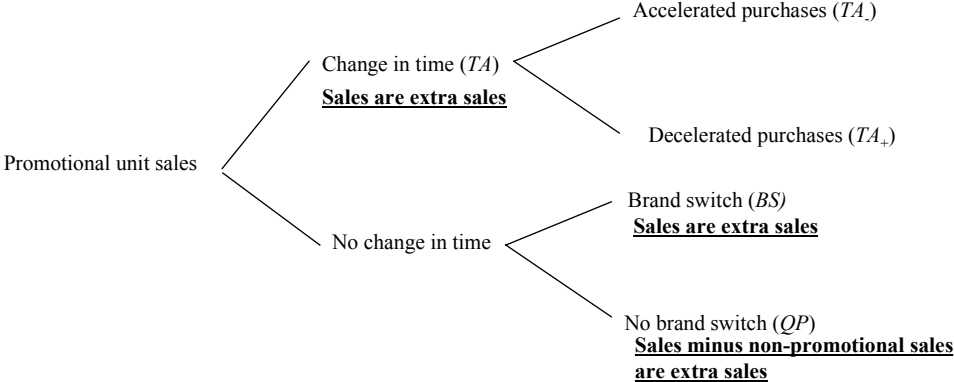 Accelerated purchases (TA-)
Change in time (TA)
Sales are extra sales
Decelerated purchases (TA+)
Promotional unit sales
Brand switch (BS)
Sales are extra sales
No change in time
No brand switch (QP)
Sales minus non-promotional sales
are extra sales